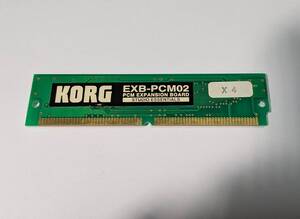 KORG
EXB-PCM02
PCM EXPANSION BOARD
STUDIO ESSENTIALS
X 4